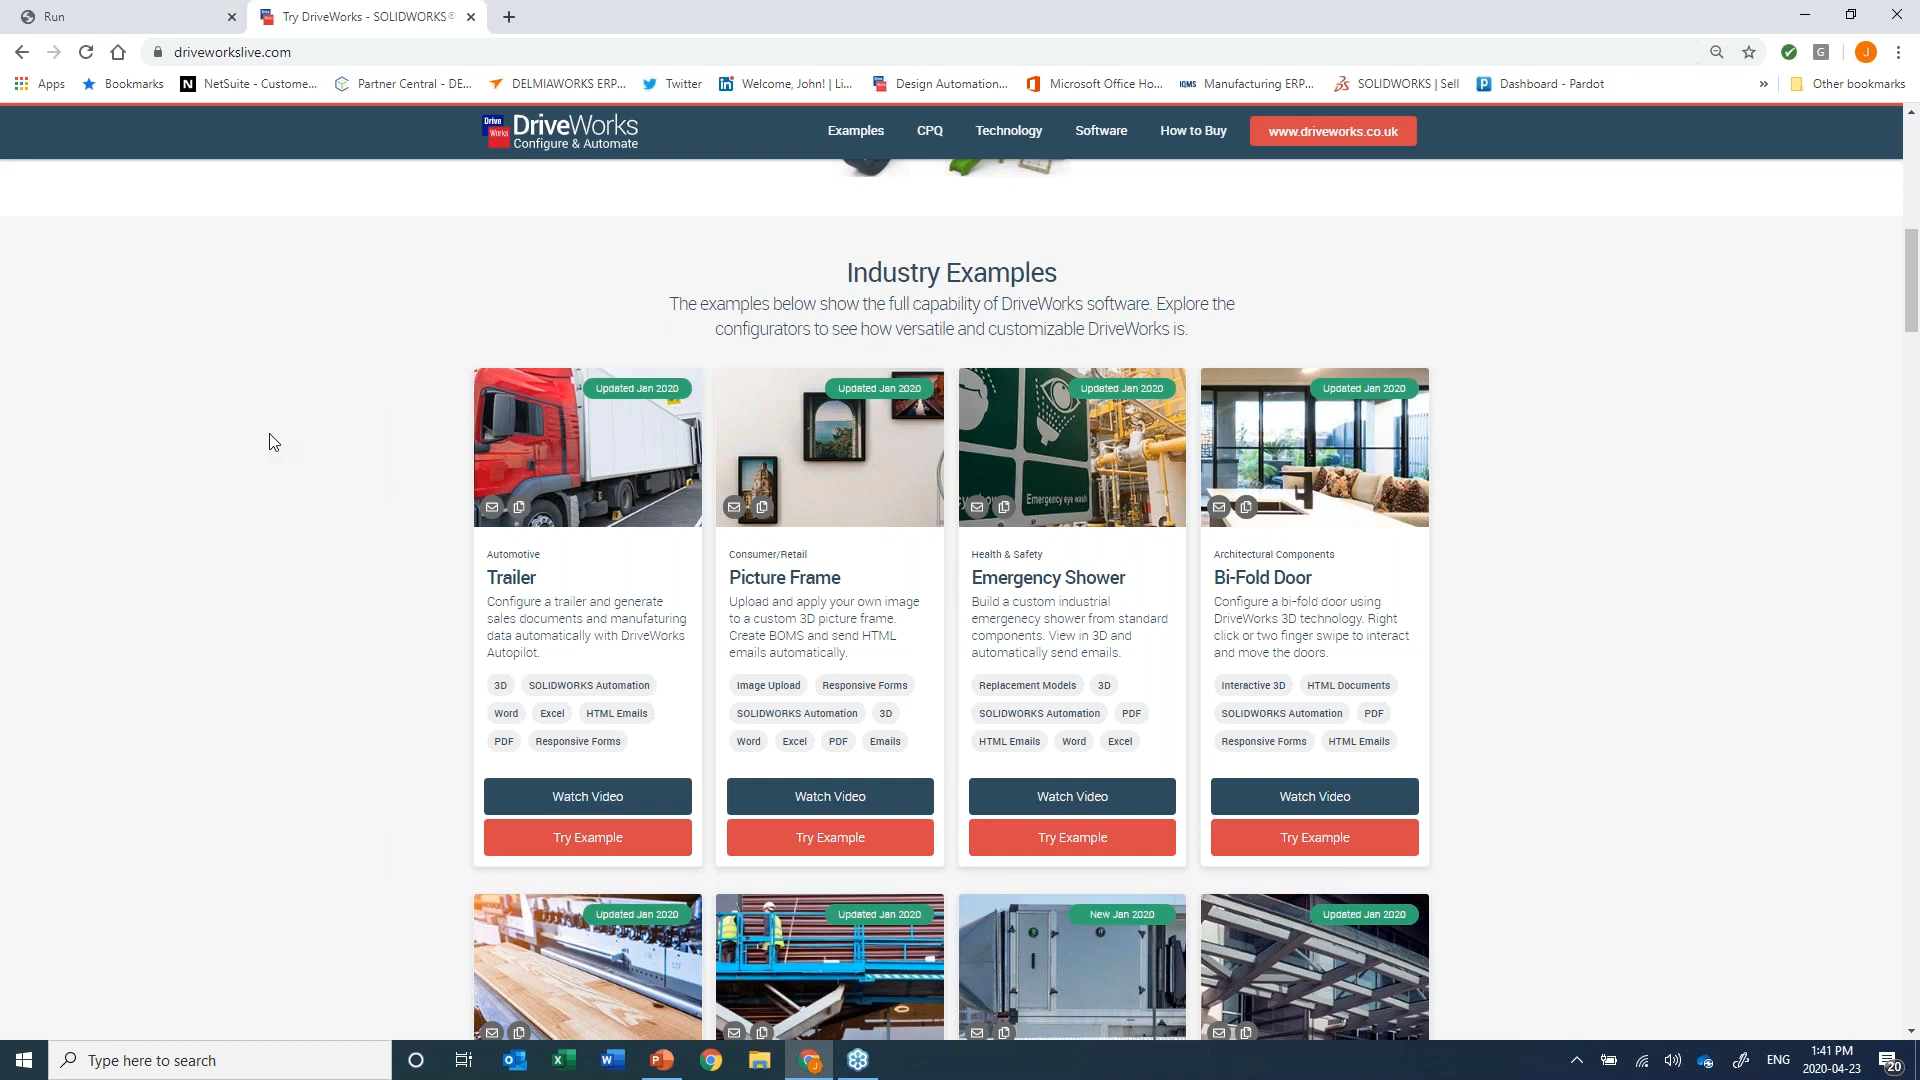 Run
Try DriveWorks - SOLIDWORKS®
driveworkslive.com
G
J
Apps
Bookmarks
N NetSuite - Custome...
Partner Central - DE...
DELMIAWORKS ERP...
Twitter
Welcome, John! | Li...
Design Automation...
Microsoft Office Ho...
IQMS Manufacturing ERP...
SOLIDWORKS | Sell
Dashboard - Pardot
»
Other bookmarks
Drive Works
DriveWorks
Configure & Automate
Examples
CPQ
Technology
Software
How to Buy
www.driveworks.co.uk
Industry Examples
The examples below show the full capability of DriveWorks software. Explore the
configurators to see how versatile and customizable DriveWorks is.
Updated Jan 2020
Automotive
Trailer
Configure a trailer and generate
sales documents and manufaturing
data automatically with DriveWorks
Autopilot.
3D
SOLIDWORKS Automation
Word
Excel
HTML Emails
PDF
Responsive Forms
Watch Video
Try Example
Updated Jan 2020
Consumer/Retail
Picture Frame
Upload and apply your own image
to a custom 3D picture frame.
Create BOMS and send HTML
emails automatically.
Image Upload
Responsive Forms
SOLIDWORKS Automation
3D
Word
Excel
PDF
Emails
Watch Video
Try Example
Updated Jan 2020
Emergency eye wash
Health & Safety
Emergency Shower
Build a custom industrial
emergenecy shower from standard
components. View in 3D and
automatically send emails.
Replacement Models
3D
SOLIDWORKS Automation
PDF
HTML Emails
Word
Excel
Watch Video
Try Example
Updated Jan 2020
Architectural Components
Bi-Fold Door
Configure a bi-fold door using
DriveWorks 3D technology. Right
click or two finger swipe to interact
and move the doors.
Interactive 3D
HTML Documents
SOLIDWORKS Automation
PDF
Responsive Forms
HTML Emails
Watch Video
Try Example
Updated Jan 2020
Updated Jan 2020
New Jan 2020
Updated Jan 2020
Type here to search
ENG
1:41 PM
2020-04-23
20